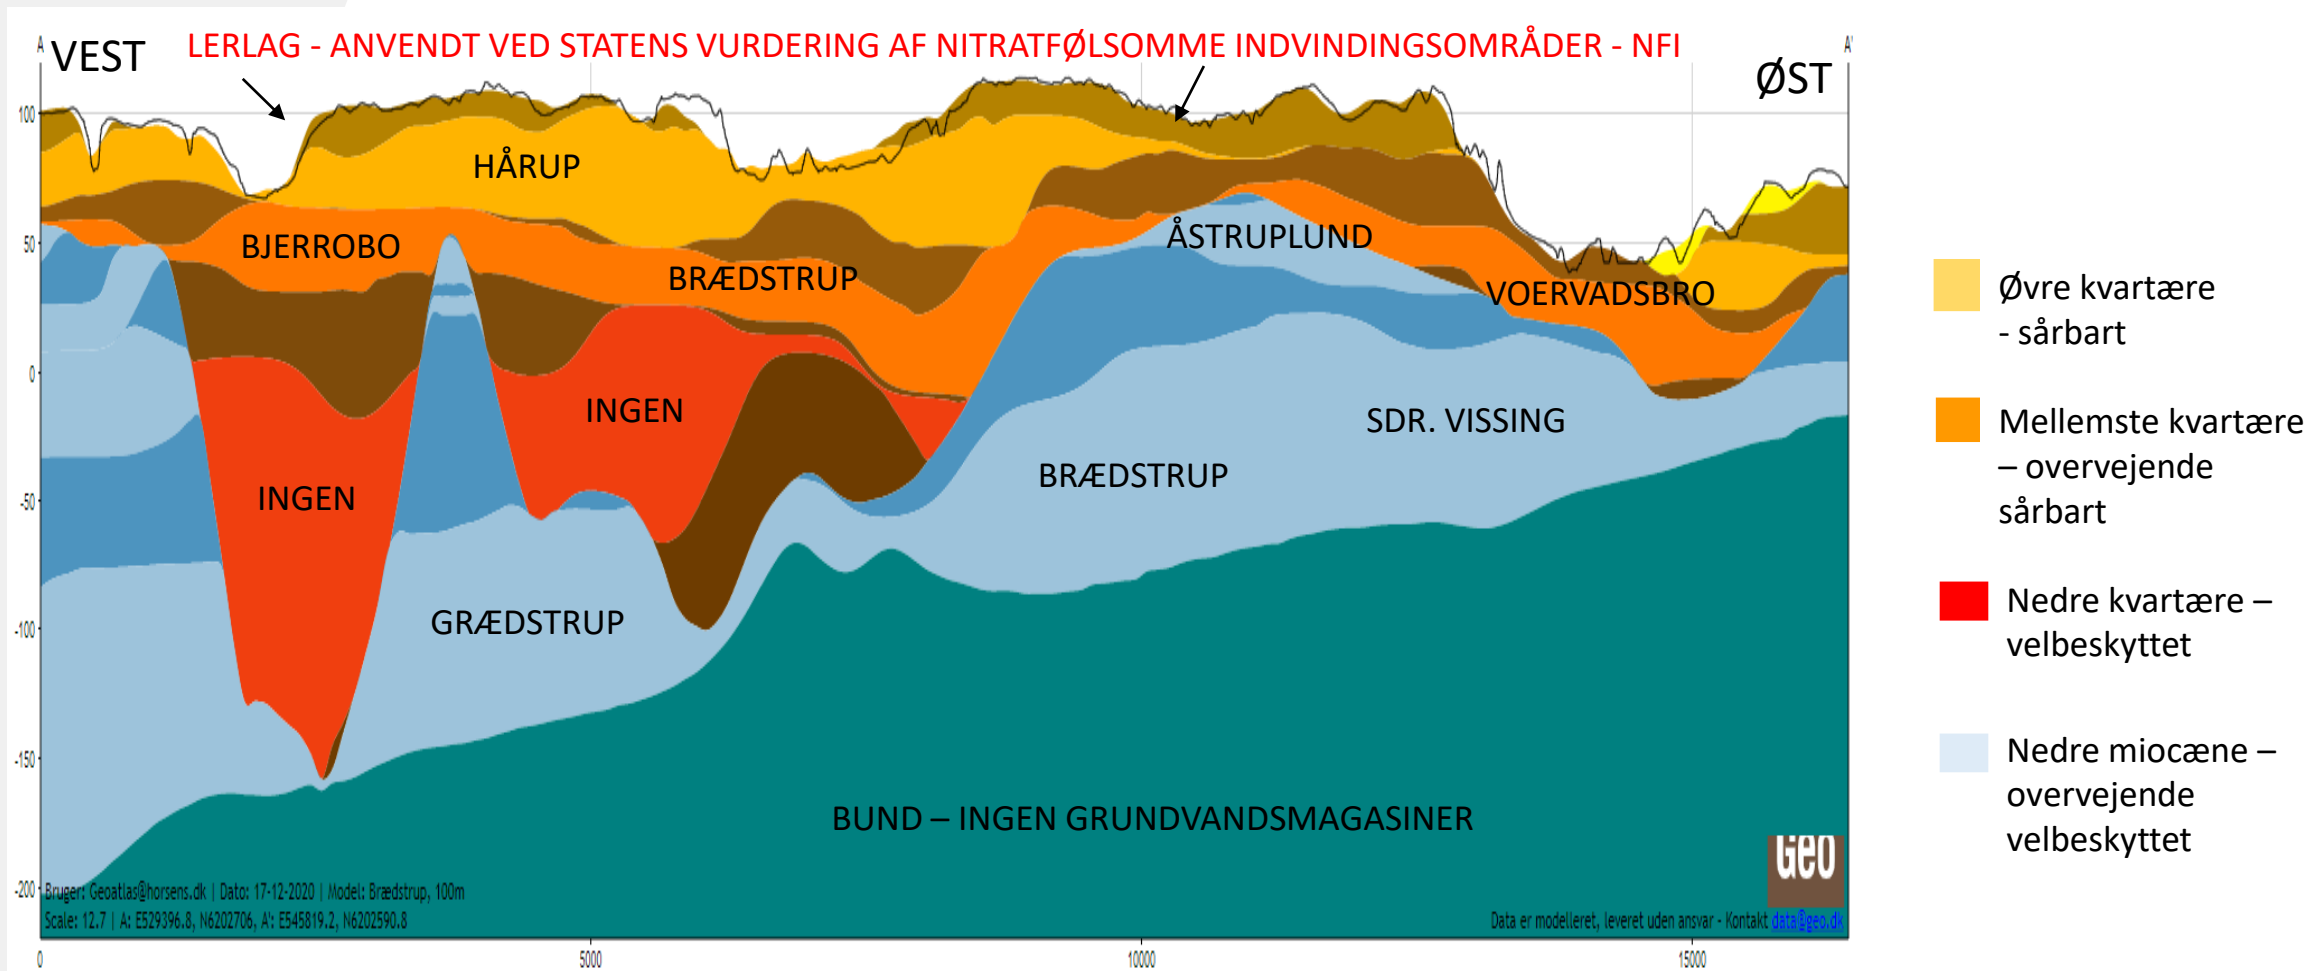 LERLAG - ANVENDT VED STATENS VURDERING AF NITRATFØLSOMME INDVINDINGSOMRÅDER - NFI
A
VEST
A'
ØST
100
50
0
-50
-100
-150
-200
HÅRUP
BJERROBO
BRÆDSTRUP
ÅSTRUPLUND
VOERVADSBRO
INGEN
INGEN
SDR. VISSING
BRÆDSTRUP
GRÆDSTRUP
BUND – INGEN GRUNDVANDSMAGASINER
Geo
Bruger: Geoatlas@horsens.dk | Dato: 17-12-2020 | Model: Brædstrup, 100m
Scale: 12.7 | A: E529396.8, N6202706, A': E545819.2, N6202590.8
Data er modelleret, leveret uden ansvar - Kontakt data@geo.dk
0
5000
10000
15000
Øvre kvartære
- sårbart
Mellemste kvartære
– overvejende
sårbart
Nedre kvartære –
velbeskyttet
Nedre miocæne –
overvejende
velbeskyttet